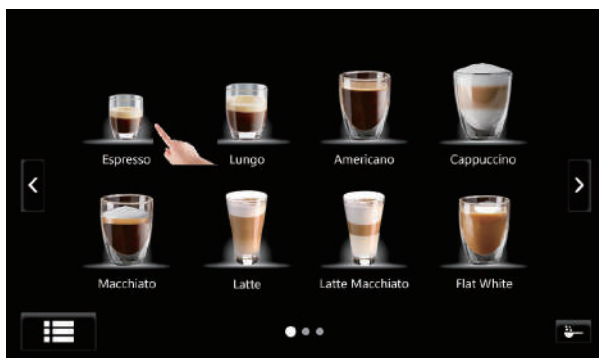 Espresso
Lungo
Americano
Cappuccino
Macchiato
Latte
Latte Macchiato
Flat White